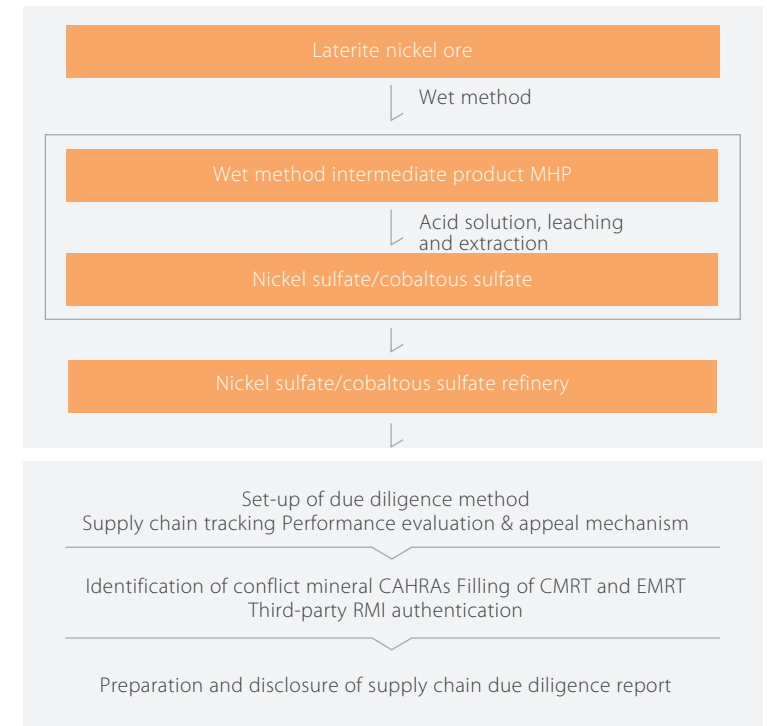 Laterite nickel ore
Wet method
Wet method intermediate product MHP
Acid solution, leaching
and extraction
Nickel sulfate/cobaltous sulfate
Nickel sulfate/cobaltous sulfate refinery
Set-up of due diligence method
Supply chain tracking Performance evaluation & appeal mechanism
Identification of conflict mineral CAHRAs Filling of CMRT and EMRT
Third-party RMI authentication
Preparation and disclosure of supply chain due diligence report